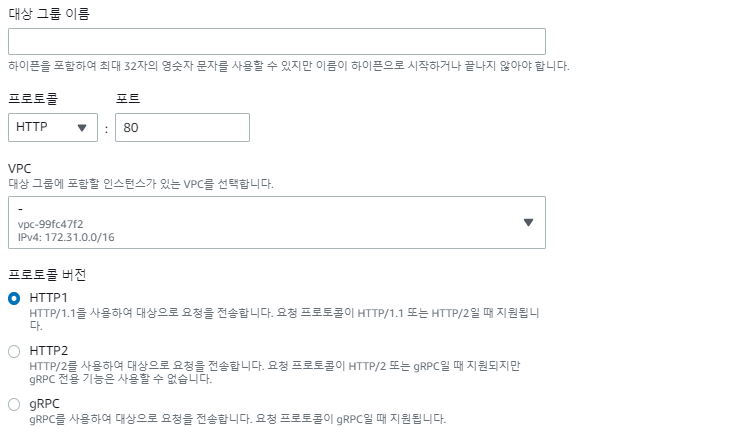 대상 그룹 이름
하이픈을 포함하여 최대 32자의 영숫자 문자를 사용할 수 있지만 이름이 하이픈으로 시작하거나 끝나지 않아야 합니다.
프로토콜 포트
HTTP : 80
VPC
대상 그룹에 포함할 인스턴스가 있는 VPC를 선택합니다.
-
vpc-99fc47f2
IPv4: 172.31.0.0/16
프로토콜 버전
HTTP1
HTTP/1.1을 사용하여 대상으로 요청을 전송합니다. 요청 프로토콜이 HTTP/1.1 또는 HTTP/2일 때 지원됩니
다.
HTTP2
HTTP/2를 사용하여 대상으로 요청을 전송합니다. 요청 프로토콜이 HTTP/2 또는 gRPC일 때 지원되지만
gRPC 전용 기능은 사용할 수 없습니다.
gRPC
gRPC를 사용하여 대상으로 요청을 전송합니다. 요청 프로토콜이 gRPC일 때 지원됩니다.